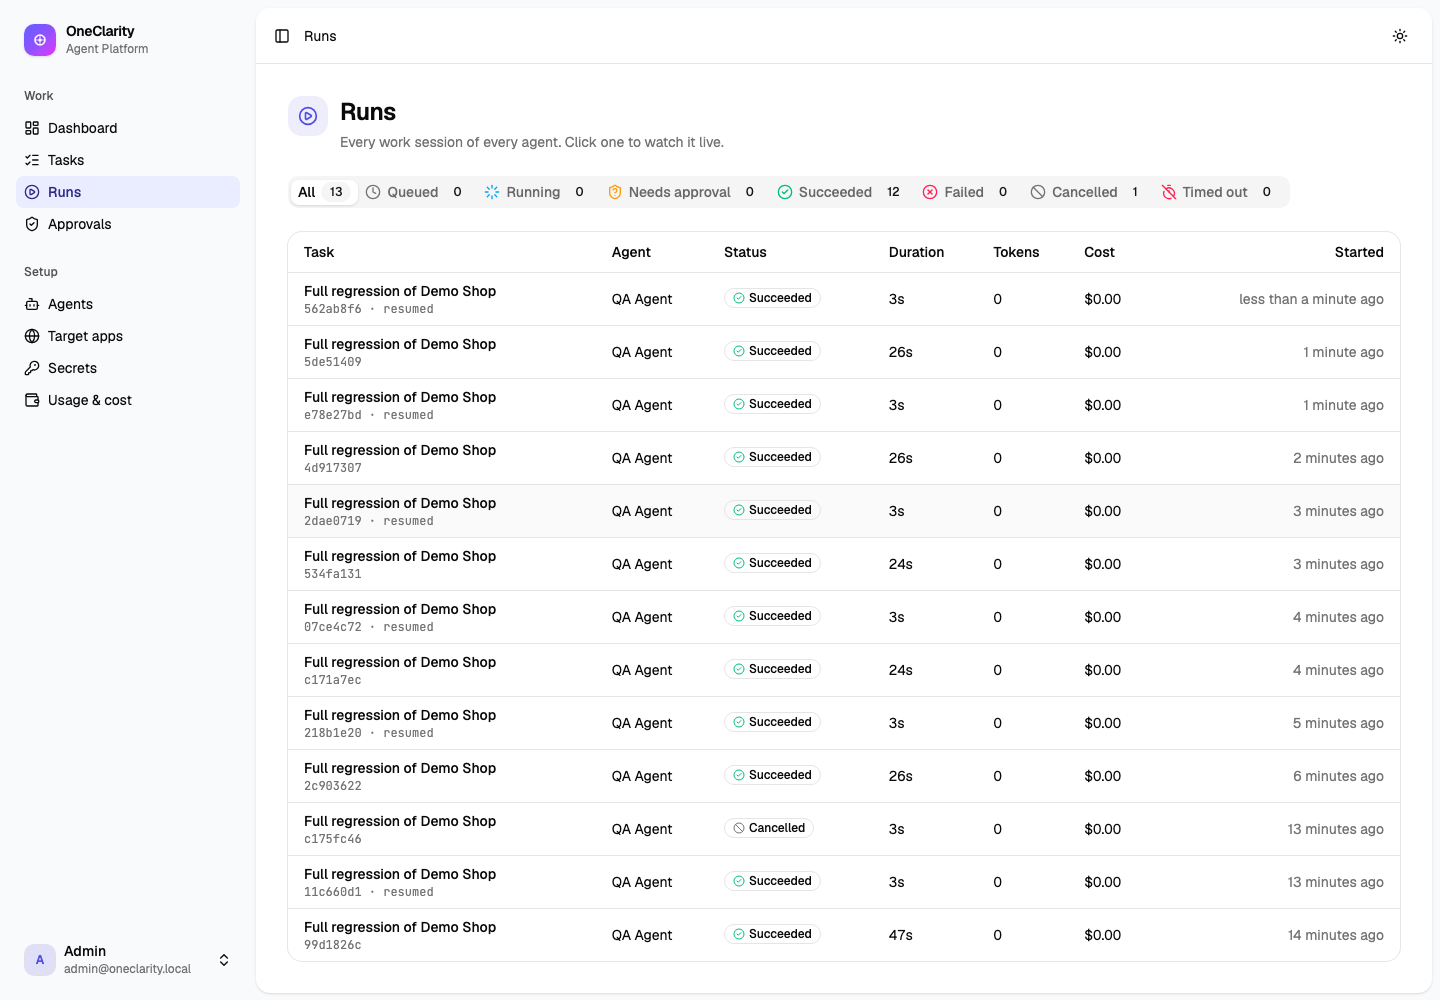 OneClarity
Agent Platform
Work
Dashboard
Tasks
Runs
Approvals
Setup
Agents
Target apps
Secrets
Usage & cost
A
Admin
admin@oneclarity.local
Runs
Runs
Every work session of every agent. Click one to watch it live.
All 13 Queued 0 Running 0 Needs approval 0 Succeeded 12 Failed 0 Cancelled 1 Timed out 0
Task Agent Status Duration Tokens Cost Started
Full regression of Demo Shop
562ab8f6 · resumed
QA Agent Succeeded 3s 0 $0.00 less than a minute ago
Full regression of Demo Shop
5de51409
QA Agent Succeeded 26s 0 $0.00 1 minute ago
Full regression of Demo Shop
e78e27bd · resumed
QA Agent Succeeded 3s 0 $0.00 1 minute ago
Full regression of Demo Shop
4d917307
QA Agent Succeeded 26s 0 $0.00 2 minutes ago
Full regression of Demo Shop
2dae0719 · resumed
QA Agent Succeeded 3s 0 $0.00 3 minutes ago
Full regression of Demo Shop
534fa131
QA Agent Succeeded 24s 0 $0.00 3 minutes ago
Full regression of Demo Shop
07ce4c72 · resumed
QA Agent Succeeded 3s 0 $0.00 4 minutes ago
Full regression of Demo Shop
c171a7ec
QA Agent Succeeded 24s 0 $0.00 4 minutes ago
Full regression of Demo Shop
218b1e20 · resumed
QA Agent Succeeded 3s 0 $0.00 5 minutes ago
Full regression of Demo Shop
2c903622
QA Agent Succeeded 26s 0 $0.00 6 minutes ago
Full regression of Demo Shop
c175fc46
QA Agent Cancelled 3s 0 $0.00 13 minutes ago
Full regression of Demo Shop
11c660d1 · resumed
QA Agent Succeeded 3s 0 $0.00 13 minutes ago
Full regression of Demo Shop
99d1826c
QA Agent Succeeded 47s 0 $0.00 14 minutes ago